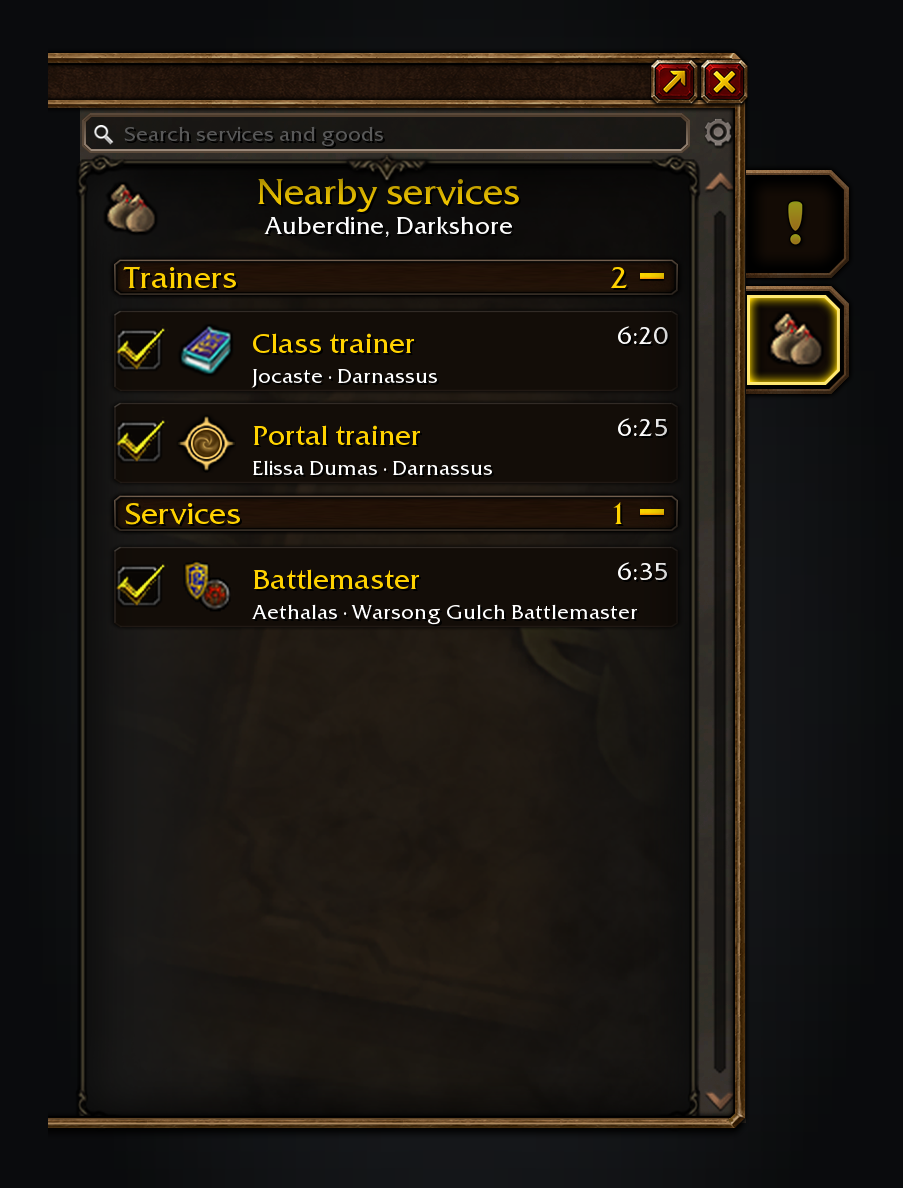 Search services and goods
Nearby services
Auberdine, Darkshore
Trainers 2
Class trainer 6:20
Jocaste · Darnassus
Portal trainer 6:25
Elissa Dumas · Darnassus
Services 1
Battlemaster 6:35
Aethalas · Warsong Gulch Battlemaster